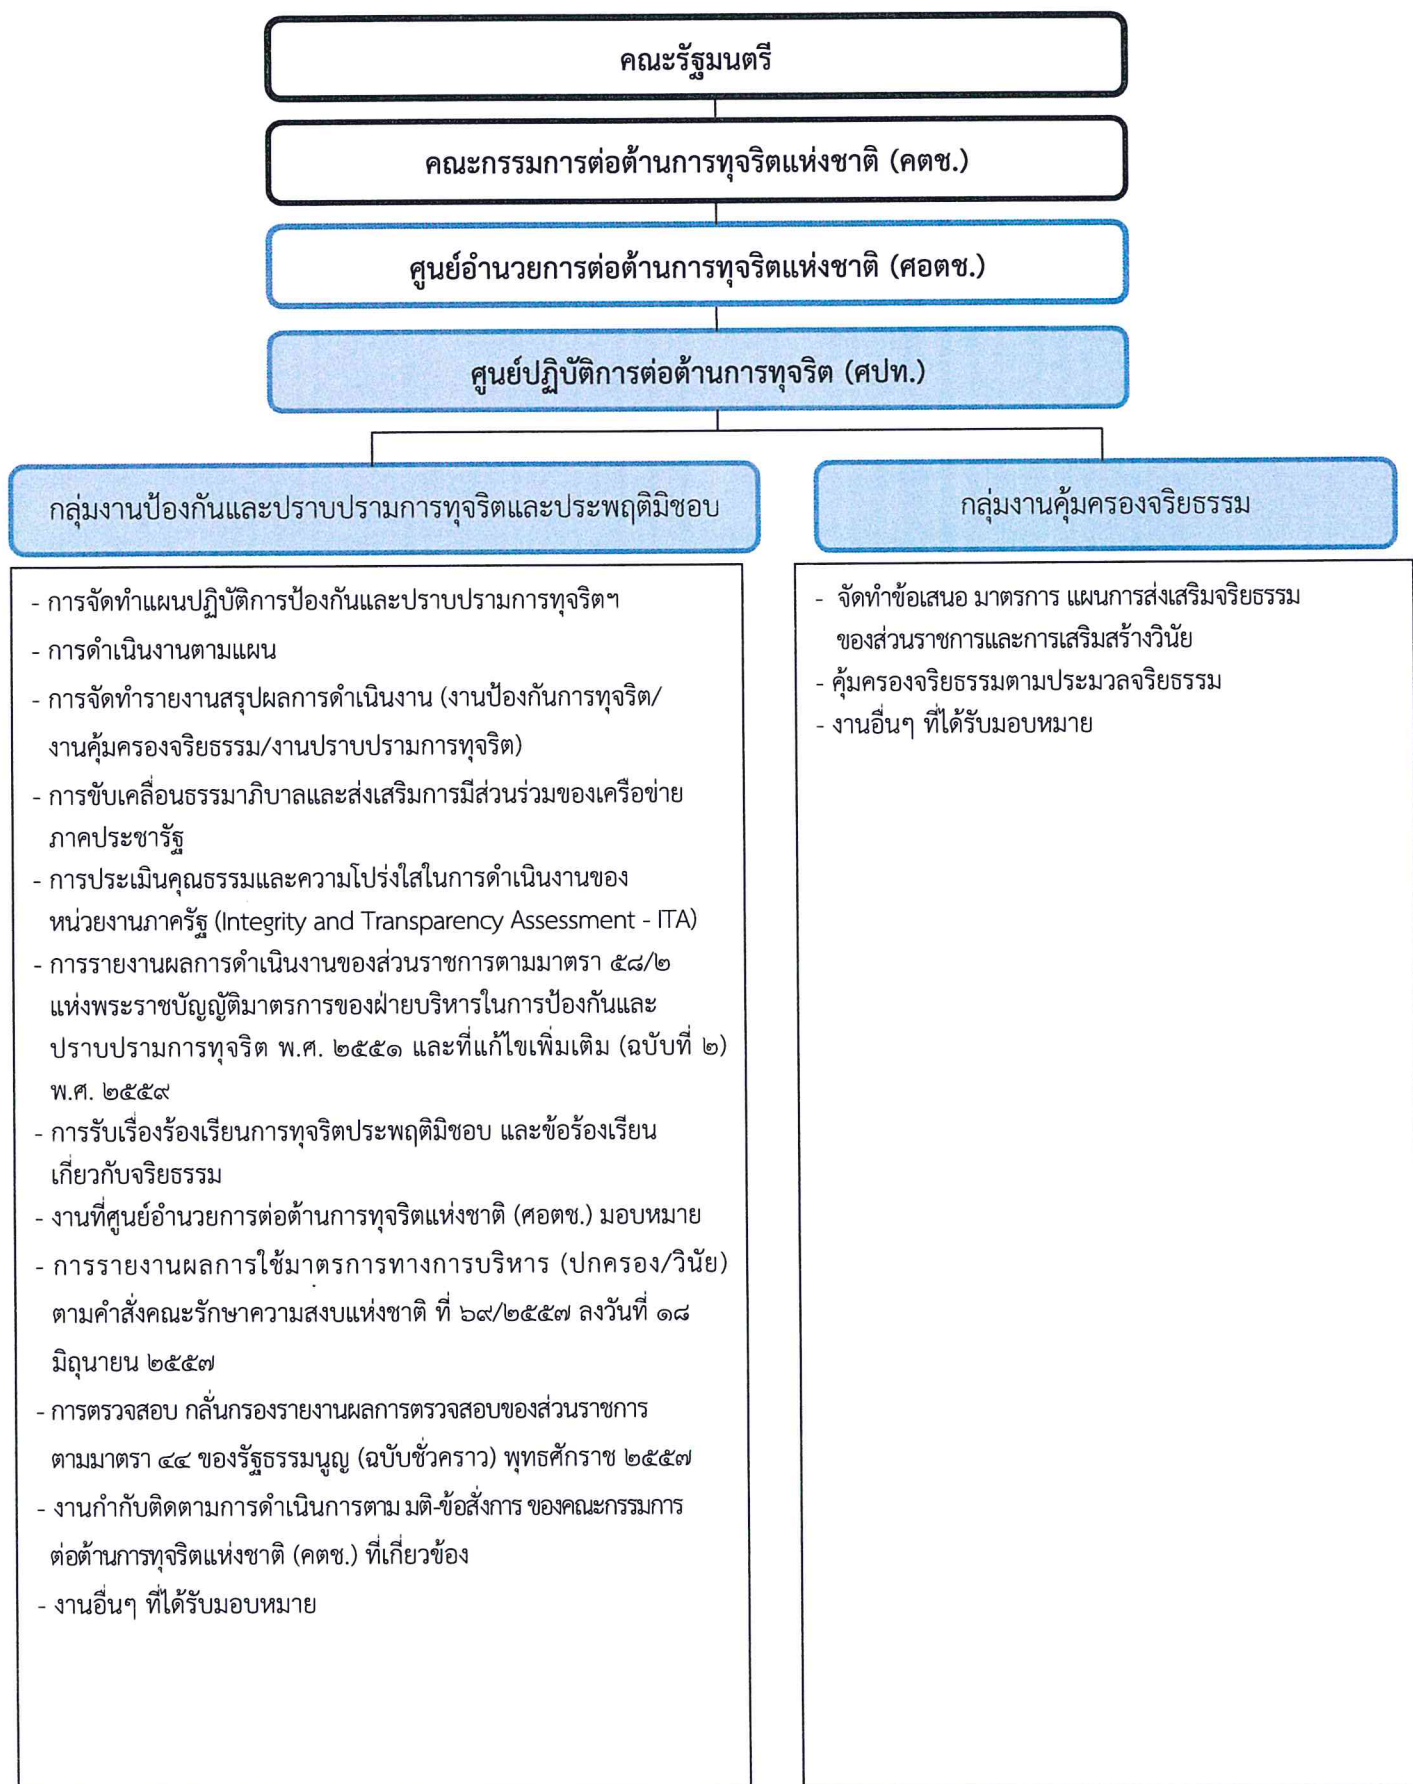 คณะรัฐมนตรี
คณะกรรมการต่อต้านการทุจริตแห่งชาติ (คตช.)
ศูนย์อำนวยการต่อต้านการทุจริตแห่งชาติ (ศอตช.)
ศูนย์ปฏิบัติการต่อต้านการทุจริต (ศปท.)
กลุ่มงานป้องกันและปราบปรามการทุจริตและประพฤติมิชอบ
- การจัดทำแผนปฏิบัติการป้องกันและปราบปรามการทุจริตฯ
- การดำเนินงานตามแผน
- การจัดทำรายงานสรุปผลการดำเนินงาน (งานป้องกันการทุจริต/
งานคุ้มครองจริยธรรม/งานปราบปรามการทุจริต)
- การขับเคลื่อนธรรมาภิบาลและส่งเสริมการมีส่วนร่วมของเครือข่าย
ภาคประชารัฐ
- การประเมินคุณธรรมและความโปร่งใสในการดำเนินงานของ
หน่วยงานภาครัฐ (Integrity and Transparency Assessment - ITA)
- การรายงานผลการดำเนินงานของส่วนราชการตามมาตรา ๕๘/๒
แห่งพระราชบัญญัติมาตรการของฝ่ายบริหารในการป้องกันและ
ปราบปรามการทุจริต พ.ศ. ๒๕๕๑ และที่แก้ไขเพิ่มเติม (ฉบับที่ ๒)
พ.ศ. ๒๕๕๙
- การรับเรื่องร้องเรียนการทุจริตประพฤติมิชอบ และข้อร้องเรียน
เกี่ยวกับจริยธรรม
- งานที่ศูนย์อำนวยการต่อต้านการทุจริตแห่งชาติ (ศอตช.) มอบหมาย
- การรายงานผลการใช้มาตรการทางการบริหาร (ปกครอง/วินัย)
ตามคำสั่งคณะรักษาความสงบแห่งชาติ ที่ ๖๙/๒๕๕๗ ลงวันที่ ๑๘
มิถุนายน ๒๕๕๗
- การตรวจสอบ กลั่นกรองรายงานผลการตรวจสอบของส่วนราชการ
ตามมาตรา ๔๔ ของรัฐธรรมนูญ (ฉบับชั่วคราว) พุทธศักราช ๒๕๕๗
- งานกำกับติดตามการดำเนินการตาม มติ-ข้อสั่งการ ของคณะกรรมการ
ต่อต้านการทุจริตแห่งชาติ (คตช.) ที่เกี่ยวข้อง
- งานอื่นๆ ที่ได้รับมอบหมาย
กลุ่มงานคุ้มครองจริยธรรม
- จัดทำข้อเสนอ มาตรการ แผนการส่งเสริมจริยธรรม
ของส่วนราชการและการเสริมสร้างวินัย
- คุ้มครองจริยธรรมตามประมวลจริยธรรม
- งานอื่นๆ ที่ได้รับมอบหมาย